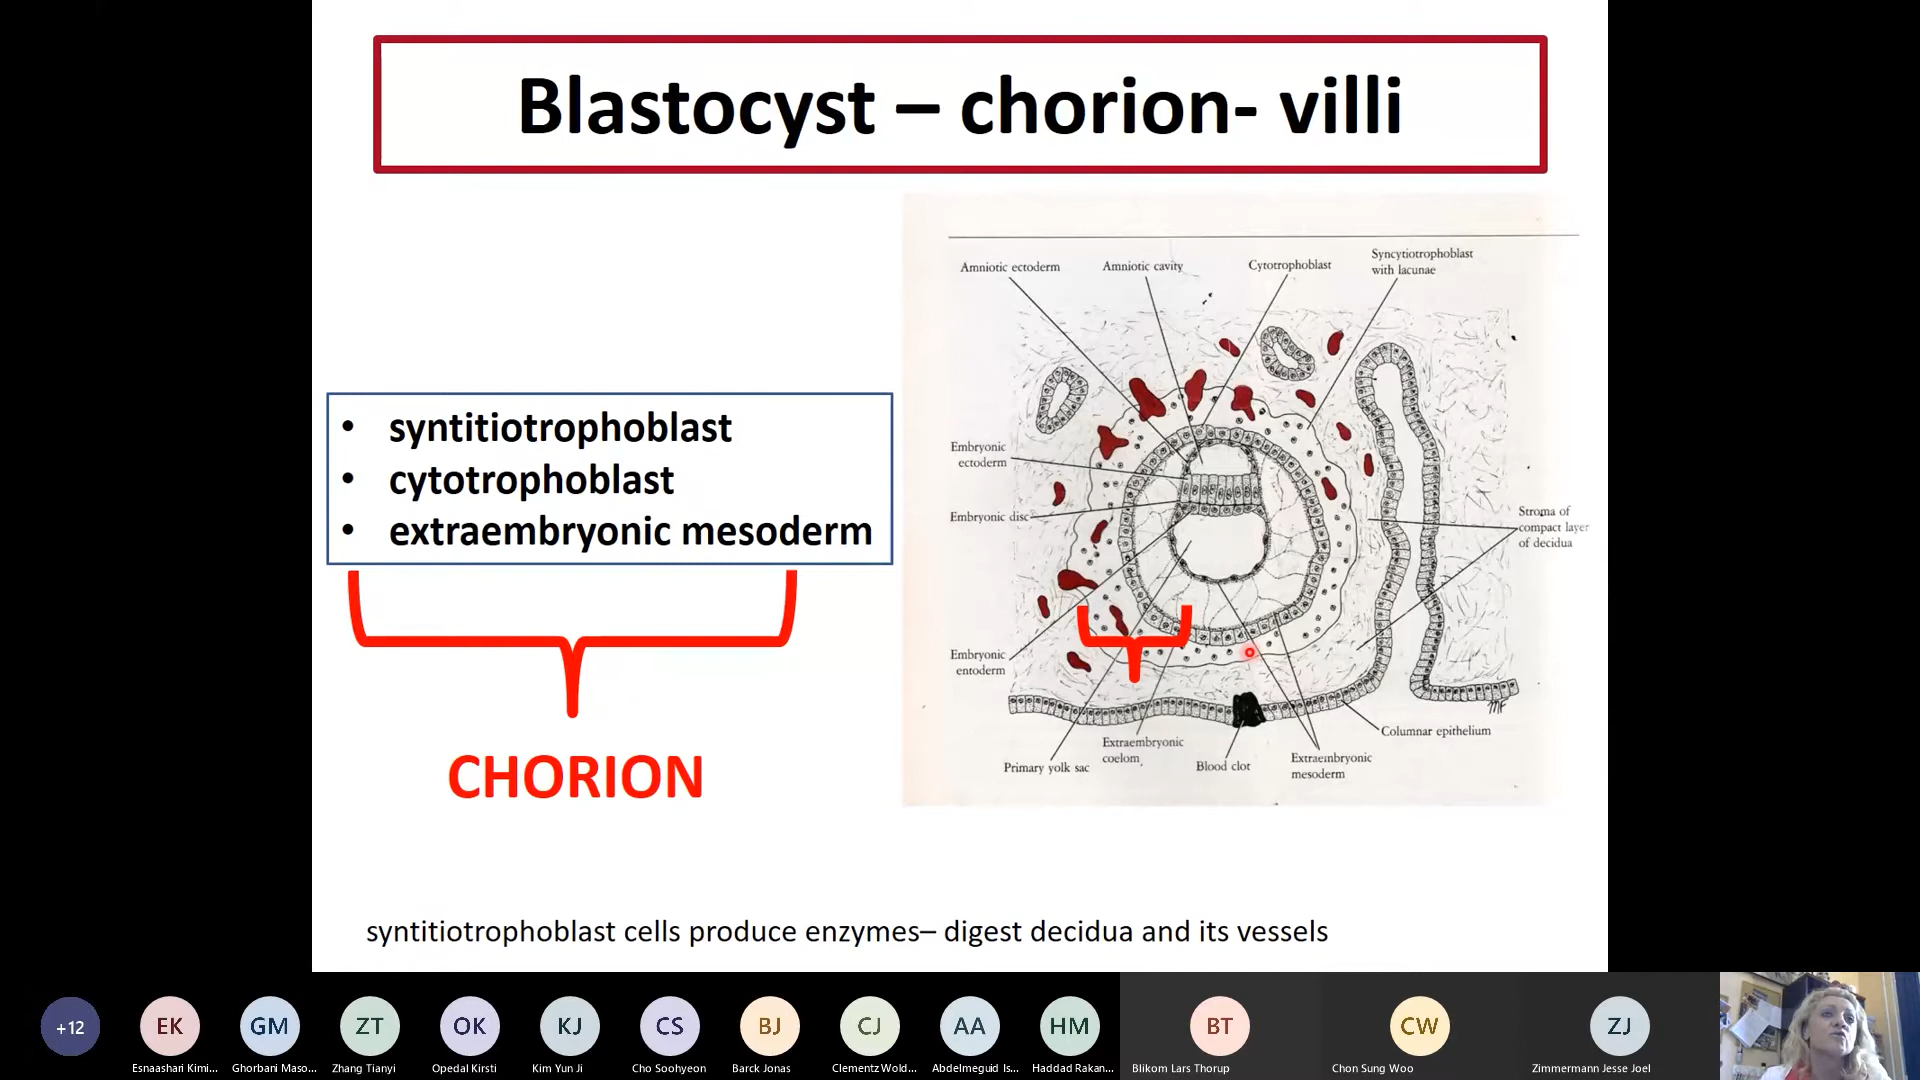 Blastocyst – chorion- villi
• syntitiotrophoblast
• cytotrophoblast
• extraembryonic mesoderm
CHORION
Amniotic ectoderm
Amniotic cavity
Cytotrophoblast
Syncytiotrophoblast
with lacunae
Embryonic
ectoderm
Embryonic disc
Stroma of
compact layer
of decidua
Embryonic
entoderm
Primary yolk sac
Extraembryonic
coelom
Blood clot
Extraembryonic
mesoderm
Columnar epithelium
MF
syntitiotrophoblast cells produce enzymes– digest decidua and its vessels
+12
EK
GM
ZT
OK
KJ
CS
BJ
CJ
AA
HM
BT
CW
ZJ
Esnaashari Kimi...
Ghorbani Maso...
Zhang Tianyi
Opedal Kirsti
Kim Yun Ji
Cho Soohyeon
Barck Jonas
Clementz Wold...
Abdelmeguid Is...
Haddad Rakan...
Blikom Lars Thorup
Chon Sung Woo
Zimmermann Jesse Joel